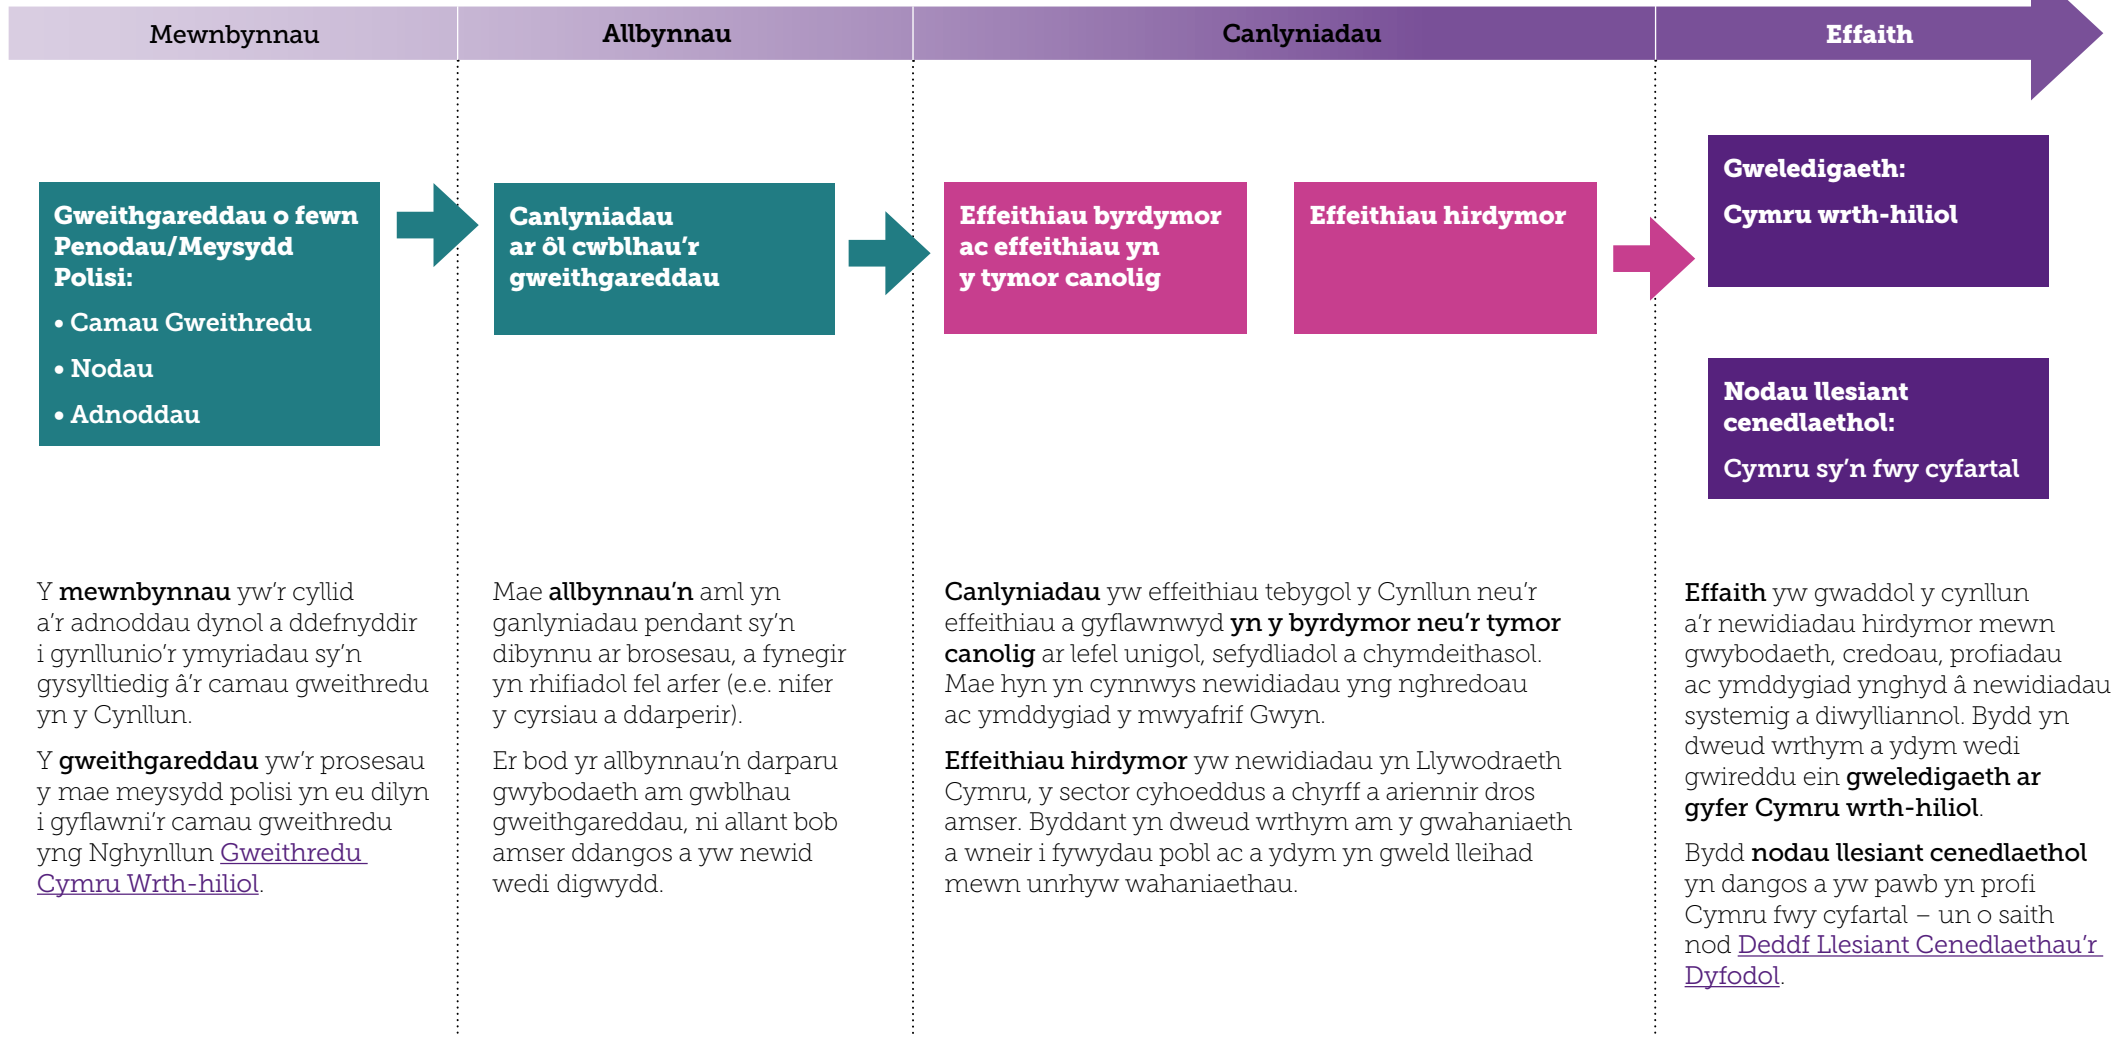 Mewnbynnau
Allbynnau
Canlyniadau
Effaith
Gweithgareddau o fewn
Penodau/Meysydd
Polisi:
• Camau Gweithredu
• Nodau
• Adnoddau
Canlyniadau
ar ôl cwblhau’r
gweithgareddau
Effeithiau byrdymor
ac effeithiau yn
y tymor canolig
Effeithiau hirdymor
Gweledigaeth:
Cymru wrth-hiliol
Nodau llesiant
cenedlaethol:
Cymru sy’n fwy cyfartal
Y mewnbynnau yw’r cyllid
a’r adnoddau dynol a ddefnyddir
i gynllunio’r ymyriadau sy’n
gysylltiedig â’r camau gweithredu
yn y Cynllun.
Y gweithgareddau yw’r prosesau
y mae meysydd polisi yn eu dilyn
i gyflawni’r camau gweithredu
yng Nghynllun Gweithredu
Cymru Wrth-hiliol.
Mae allbynnau’n aml yn
ganlyniadau pendant sy’n
dibynnu ar brosesau, a fynegir
yn rhifiadol fel arfer (e.e. nifer
y cyrsiau a ddarperir).
Er bod yr allbynnau’n darparu
gwybodaeth am gwblhau
gweithgareddau, ni allant bob
amser ddangos a yw newid
wedi digwydd.
Canlyniadau yw effeithiau tebygol y Cynllun neu’r
effeithiau a gyflawnwyd yn y byrdymor neu’r tymor
canolig ar lefel unigol, sefydliadol a chymdeithasol.
Mae hyn yn cynnwys newidiadau yng nghredoau
ac ymddygiad y mwyafrif Gwyn.
Effeithiau hirdymor yw newidiadau yn Llywodraeth
Cymru, y sector cyhoeddus a chyrff a ariennir dros
amser. Byddant yn dweud wrthym am y gwahaniaeth
a wneir i fywydau pobl ac a ydym yn gweld lleihad
mewn unrhyw wahaniaethau.
Effaith yw gwaddol y cynllun
a’r newidiadau hirdymor mewn
gwybodaeth, credoau, profiadau
ac ymddygiad ynghyd â newidiadau
systemig a diwylliannol. Bydd yn
dweud wrthym a ydym wedi
gwireddu ein gweledigaeth ar
gyfer Cymru wrth-hiliol.
Bydd nodau llesiant cenedlaethol
yn dangos a yw pawb yn profi
Cymru fwy cyfartal – un o saith
nod Deddf Llesiant Cenedlaethau’r
Dyfodol.